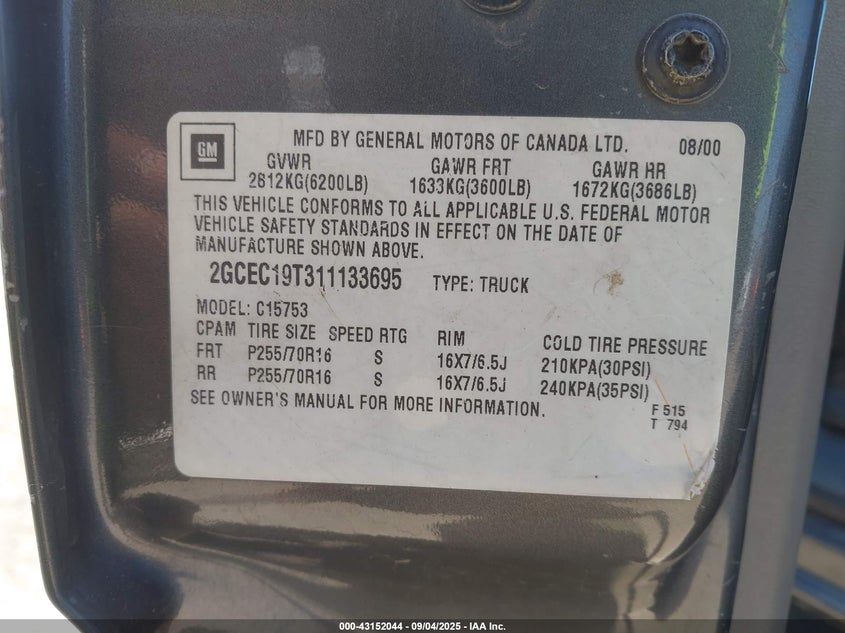 GM
MFD BY GENERAL MOTORS OF CANADA LTD. 08/00
GVWR GAWR FRT GAWR RR
2812KG(6200LB) 1633KG(3600LB) 1672KG(3686LB)
THIS VEHICLE CONFORMS TO ALL APPLICABLE U.S. FEDERAL MOTOR
VEHICLE SAFETY STANDARDS IN EFFECT ON THE DATE OF
MANUFACTURE SHOWN ABOVE.
2GCEC19T311133695 TYPE: TRUCK
MODEL: C15753
CPAM TIRE SIZE SPEED RTG RIM COLD TIRE PRESSURE
FRT P255/70R16 S 16X7/6.5J 210KPA(30PSI)
RR P255/70R16 S 16X7/6.5J 240KPA(35PSI)
SEE OWNER'S MANUAL FOR MORE INFORMATION.
F 515
T 794
000-43152044 - 09/04/2025 - IAA Inc.